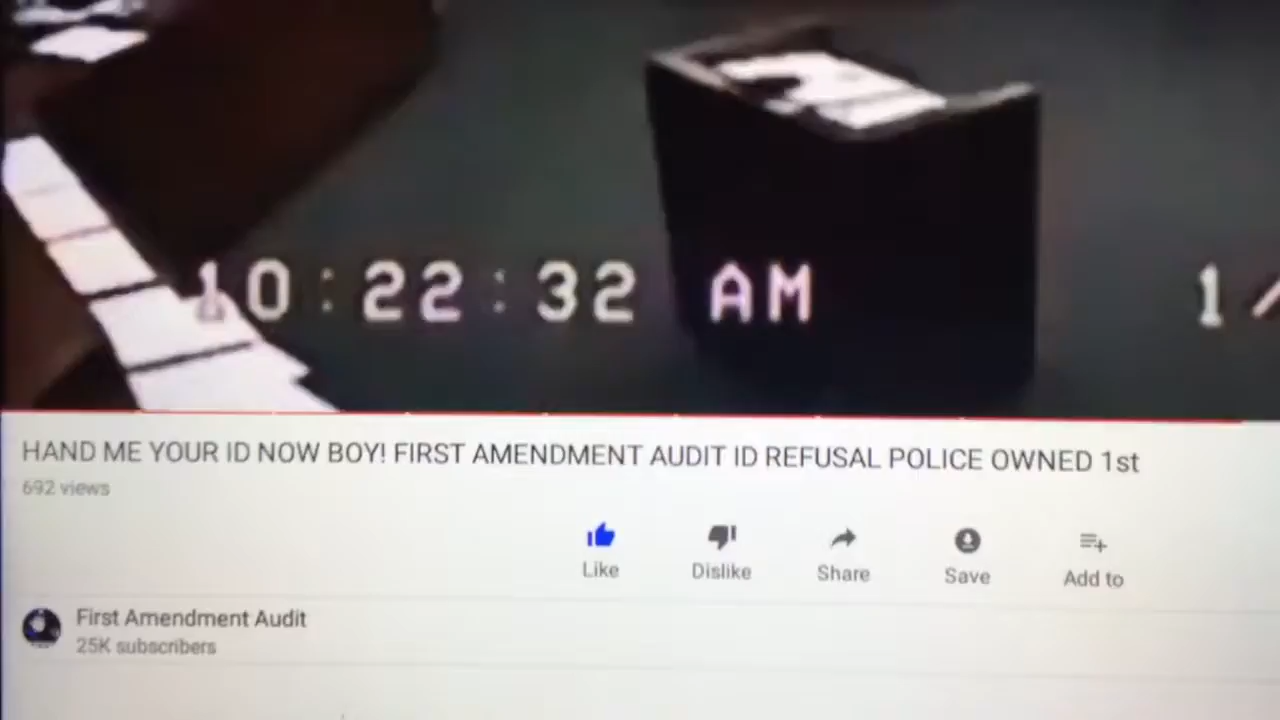 10:22:32 AM 1/
HAND ME YOUR ID NOW BOY! FIRST AMENDMENT AUDIT ID REFUSAL POLICE OWNED 1st
692 views
Like Dislike Share Save Add to
First Amendment Audit
25K subscribers